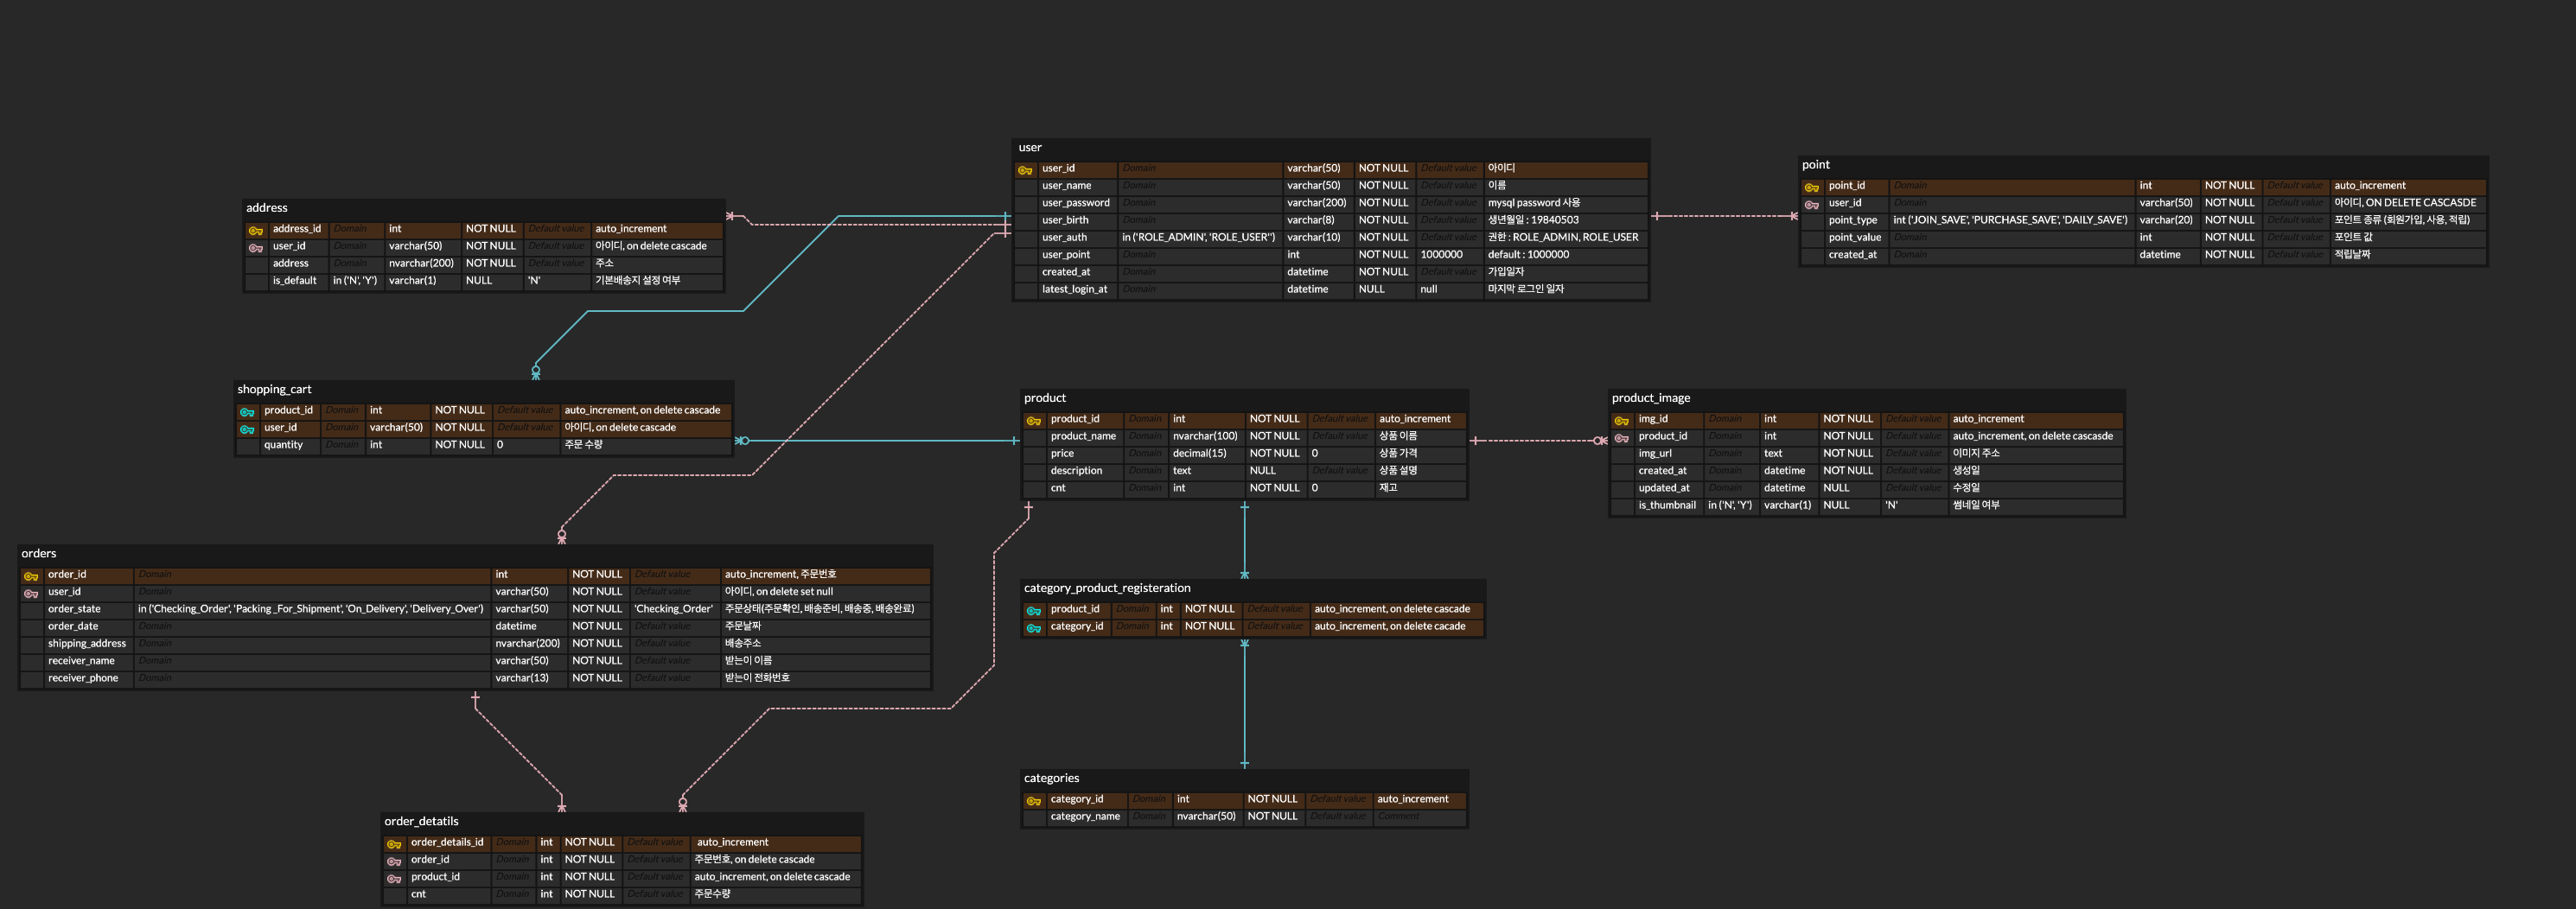 user
user_id Domain varchar(50) NOT NULL Default value 아이디
user_name Domain varchar(50) NOT NULL Default value 이름
user_password Domain varchar(200) NOT NULL Default value mysql password 사용
user_birth Domain varchar(8) NOT NULL Default value 생년월일 : 19840503
user_auth in ('ROLE_ADMIN', 'ROLE_USER'') varchar(10) NOT NULL Default value 권한 : ROLE_ADMIN, ROLE_USER
user_point Domain int NOT NULL 1000000 default : 1000000
created_at Domain datetime NOT NULL Default value 가입일자
latest_login_at Domain datetime NULL null 마지막 로그인 일자
point
point_id Domain int NOT NULL Default value auto_increment
user_id Domain varchar(50) NOT NULL Default value 아이디, ON DELETE CASCASDE
point_type int ('JOIN_SAVE', 'PURCHASE_SAVE', 'DAILY_SAVE') varchar(20) NOT NULL Default value 포인트 종류 (회원가입, 사용, 적립)
point_value Domain int NOT NULL Default value 포인트 값
created_at Domain datetime NOT NULL Default value 적립날짜
address
address_id Domain int NOT NULL Default value auto_increment
user_id Domain varchar(50) NOT NULL Default value 아이디, on delete cascade
address Domain nvarchar(200) NOT NULL Default value 주소
is_default in ('N', 'Y') varchar(1) NULL 'N' 기본배송지 설정 여부
shopping_cart
product_id Domain int NOT NULL Default value auto_increment, on delete cascade
user_id Domain varchar(50) NOT NULL Default value 아이디, on delete cascade
quantity Domain int NOT NULL 0 주문 수량
product
product_id Domain int NOT NULL Default value auto_increment
product_name Domain nvarchar(100) NOT NULL Default value 상품 이름
price Domain decimal(15) NOT NULL 0 상품 가격
description Domain text NULL Default value 상품 설명
cnt Domain int NOT NULL 0 재고
product_image
img_id Domain int NOT NULL Default value auto_increment
product_id Domain int NOT NULL Default value auto_increment, on delete cascasde
img_url Domain text NOT NULL Default value 이미지 주소
created_at Domain datetime NOT NULL Default value 생성일
updated_at Domain datetime NULL Default value 수정일
is_thumbnail in ('N', 'Y') varchar(1) NULL 'N' 썸네일 여부
orders
order_id Domain int NOT NULL Default value auto_increment, 주문번호
user_id Domain varchar(50) NOT NULL Default value 아이디, on delete set null
order_state in ('Checking_Order', 'Packing _For_Shipment', 'On_Delivery', 'Delivery_Over') varchar(50) NOT NULL 'Checking_Order' 주문상태(주문확인, 배송준비, 배송중, 배송완료)
order_date Domain datetime NOT NULL Default value 주문날짜
shipping_address Domain nvarchar(200) NOT NULL Default value 배송주소
receiver_name Domain varchar(50) NOT NULL Default value 받는이 이름
receiver_phone Domain varchar(13) NOT NULL Default value 받는이 전화번호
category_product_registeration
product_id Domain int NOT NULL Default value auto_increment, on delete cascade
category_id Domain int NOT NULL Default value auto_increment, on delete cacade
categories
category_id Domain int NOT NULL Default value auto_increment
category_name Domain nvarchar(50) NOT NULL Default value Comment
order_detatils
order_details_id Domain int NOT NULL Default value auto_increment
order_id Domain int NOT NULL Default value 주문번호, on delete cascade
product_id Domain int NOT NULL Default value auto_increment, on delete cascade
cnt Domain int NOT NULL Default value 주문수량